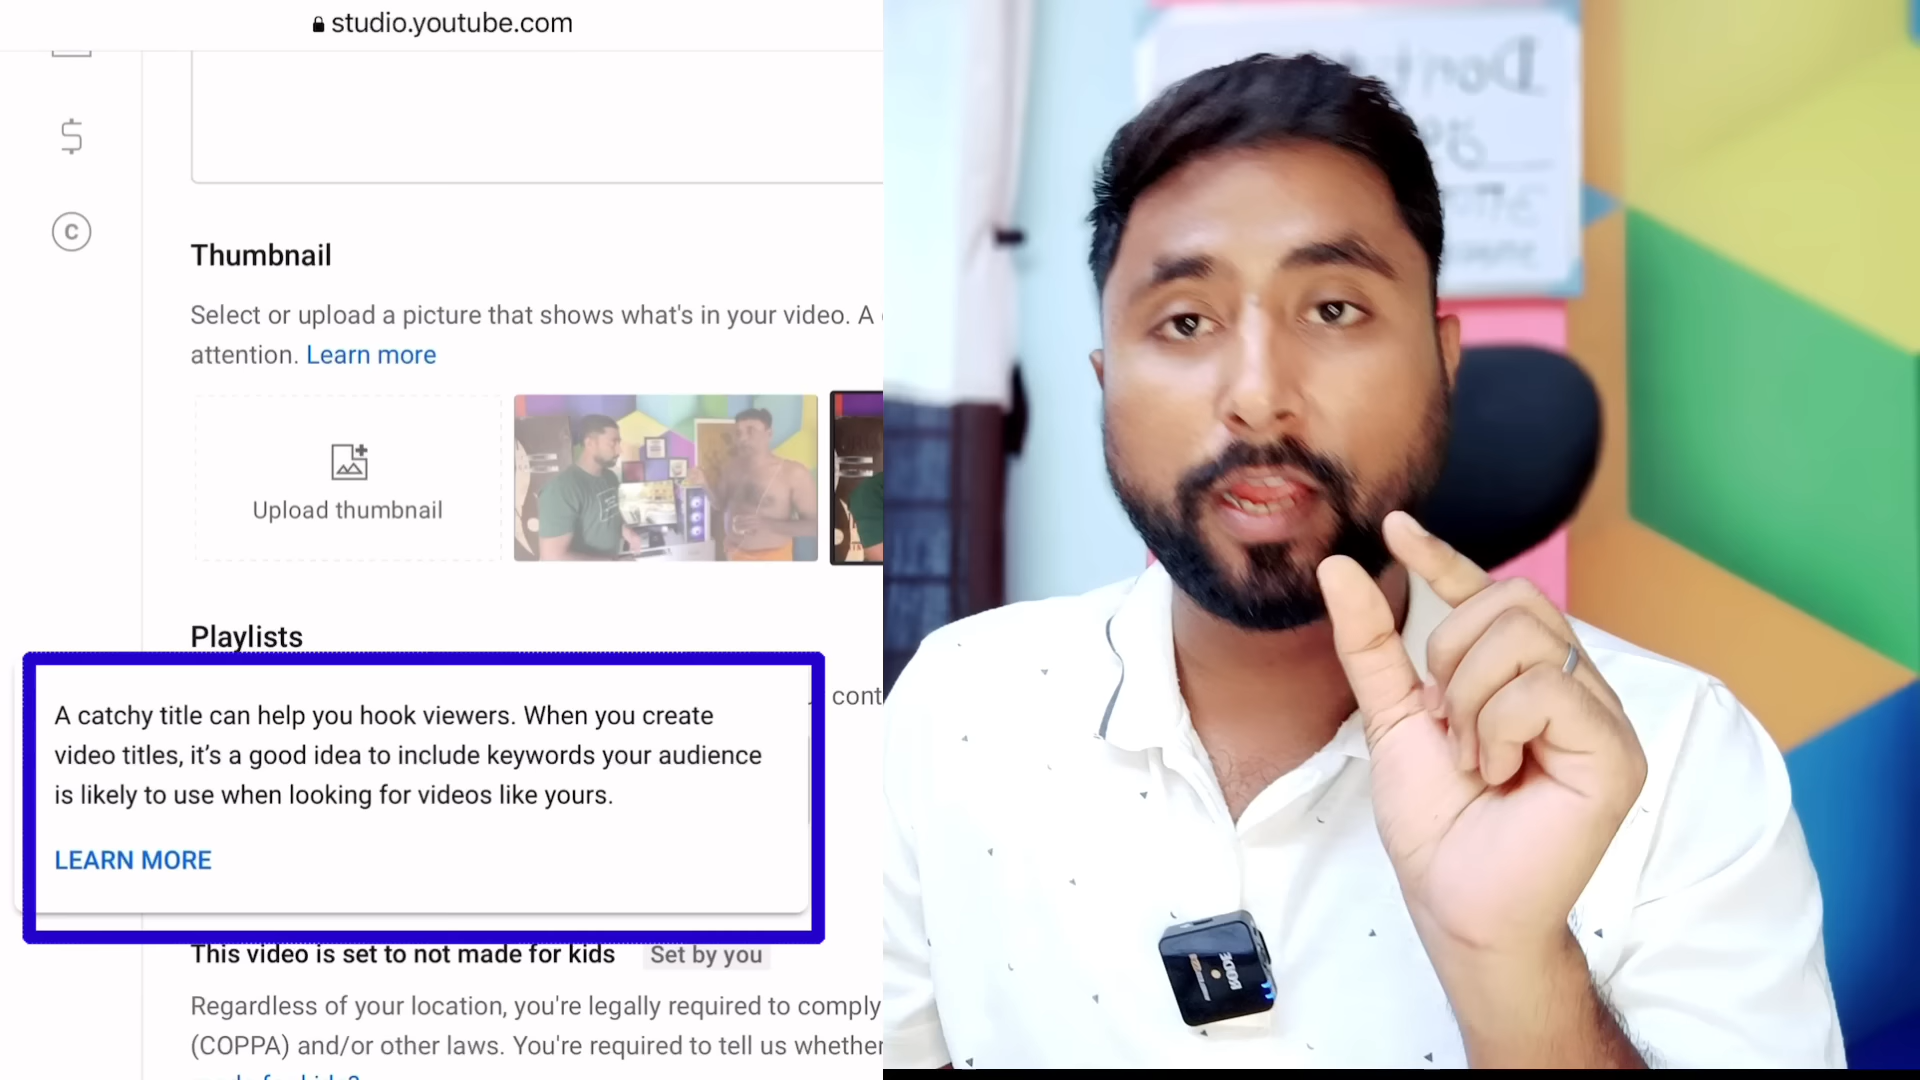 studio.youtube.com
Thumbnail
Select or upload a picture that shows what's in your video. A
attention. Learn more
Upload thumbnail
Playlists
cont
A catchy title can help you hook viewers. When you create
video titles, it's a good idea to include keywords your audience
is likely to use when looking for videos like yours.
LEARN MORE
This video is set to not made for kids Set by you
Regardless of your location, you're legally required to comply
(COPPA) and/or other laws. You're required to tell us whether
Don't
RODE